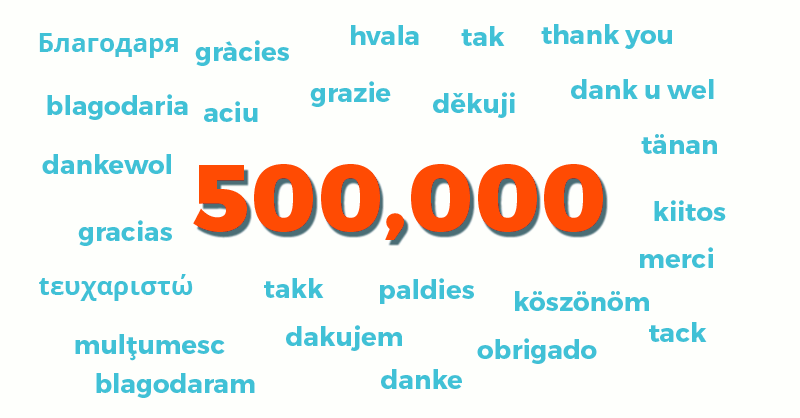 Благодаря
gràcies
hvala
tak
thank you
blagodaria
aciu
grazie
děkuji
dank u wel
dankewol
tänan
500,000
gracias
kiitos
merci
tευχαριστώ
takk
paldies
köszönöm
mulţumesc
dakujem
obrigado
tack
blagodaram
danke